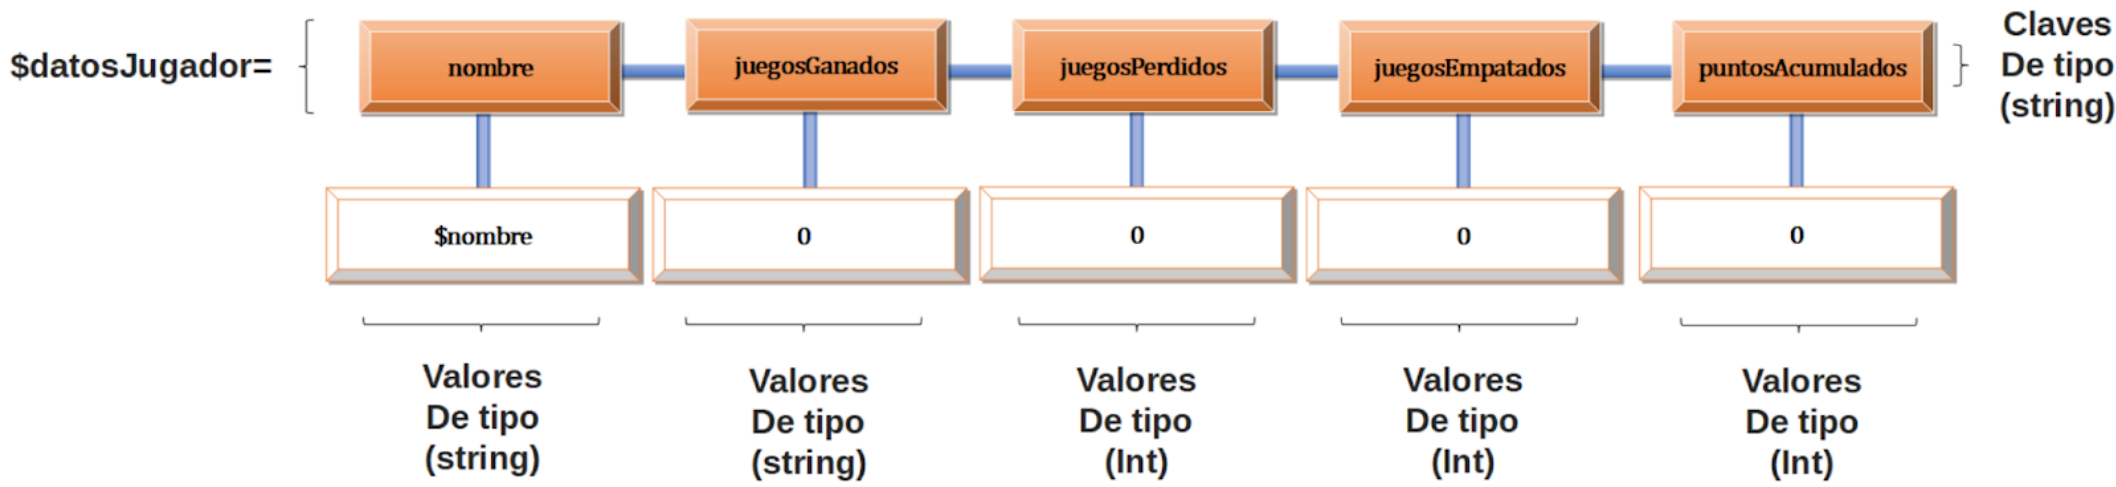 $datosJugador=
nombre
juegosGanados
juegosPerdidos
juegosEmpatados
puntosAcumulados
Claves
De tipo
(string)
$nombre
0
0
0
0
Valores
De tipo
(string)
Valores
De tipo
(string)
Valores
De tipo
(Int)
Valores
De tipo
(Int)
Valores
De tipo
(Int)